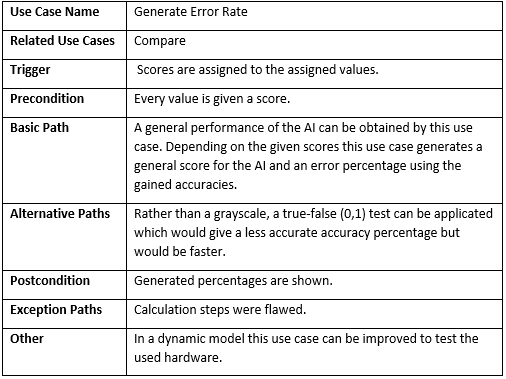 Use Case Name Generate Error Rate
Related Use Cases Compare
Trigger Scores are assigned to the assigned values.
Precondition Every value is given a score.
Basic Path A general performance of the AI can be obtained by this use
case. Depending on the given scores this use case generates a
general score for the AI and an error percentage using the
gained accuracies.
Alternative Paths Rather than a grayscale, a true-false (0,1) test can be applicated
which would give a less accurate accuracy percentage but
would be faster.
Postcondition Generated percentages are shown.
Exception Paths Calculation steps were flawed.
Other In a dynamic model this use case can be improved to test the
used hardware.